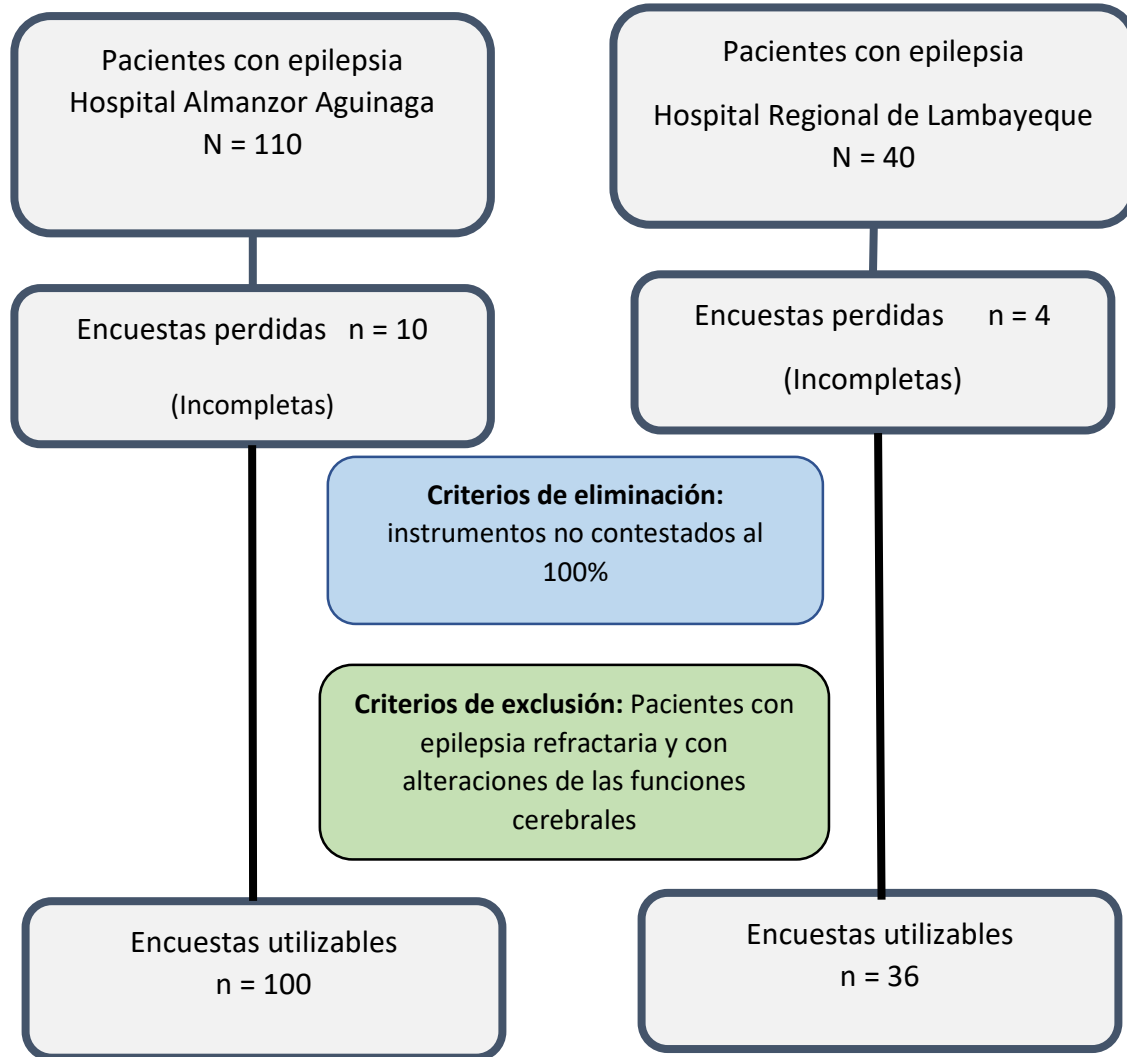 Pacientes con epilepsia
Hospital Almanzor Aguinaga
N = 110
Pacientes con epilepsia
Hospital Regional de Lambayeque
N = 40
Encuestas perdidas n = 10
(Incompletas)
Encuestas perdidas n = 4
(Incompletas)
Criterios de eliminación:
instrumentos no contestados al
100%
Criterios de exclusión: Pacientes con
epilepsia refractaria y con
alteraciones de las funciones
cerebrales
Encuestas utilizables
n = 100
Encuestas utilizables
n = 36